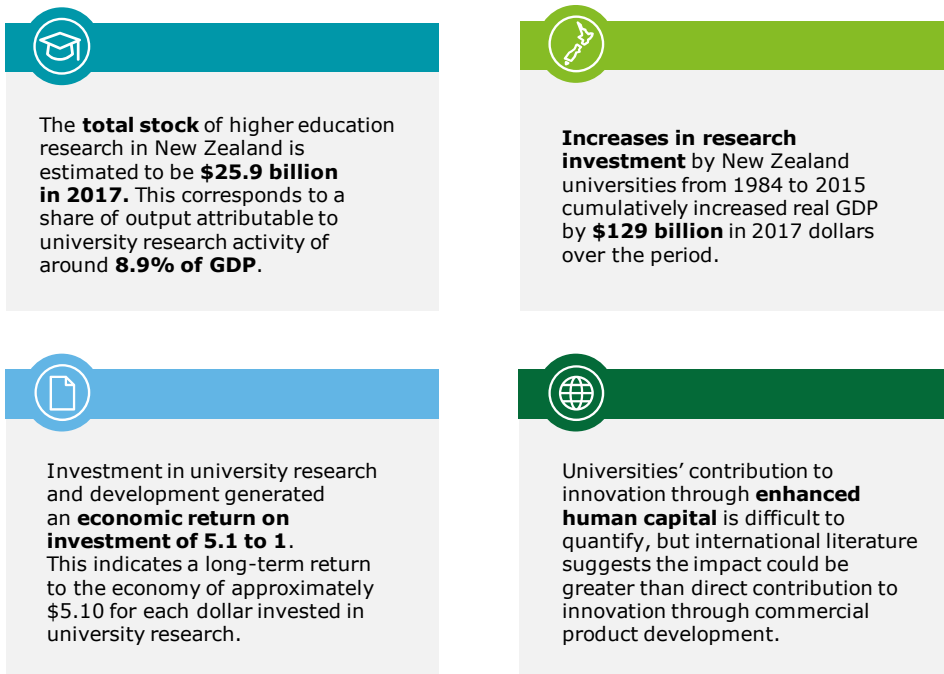 The total stock of higher education
research in New Zealand is
estimated to be $25.9 billion
in 2017. This corresponds to a
share of output attributable to
university research activity of
around 8.9% of GDP.
Increases in research
investment by New Zealand
universities from 1984 to 2015
cumulatively increased real GDP
by $129 billion in 2017 dollars
over the period.
Investment in university research
and development generated
an economic return on
investment of 5.1 to 1.
This indicates a long-term return
to the economy of approximately
$5.10 for each dollar invested in
university research.
Universities’ contribution to
innovation through enhanced
human capital is difficult to
quantify, but international literature
suggests the impact could be
greater than direct contribution to
innovation through commercial
product development.